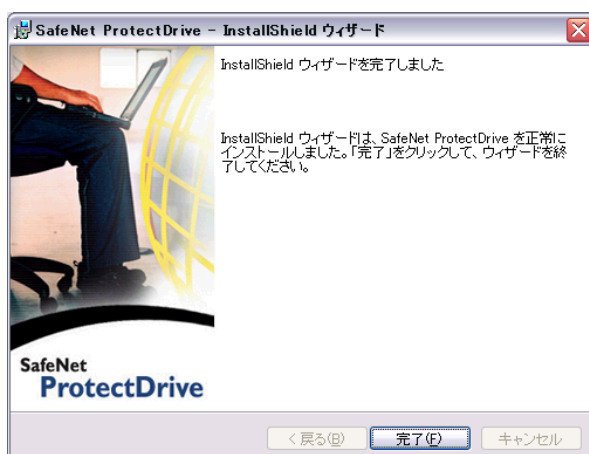 SafeNet ProtectDrive - InstallShield ウィザード
InstallShield ウィザードを完了しました
InstallShield ウィザードは、SafeNet ProtectDrive を正常に
インストールしました。「完了」をクリックして、ウィザードを終
了してください。
SafeNet
ProtectDrive
< 戻る(B)
完了(F)
キャンセル